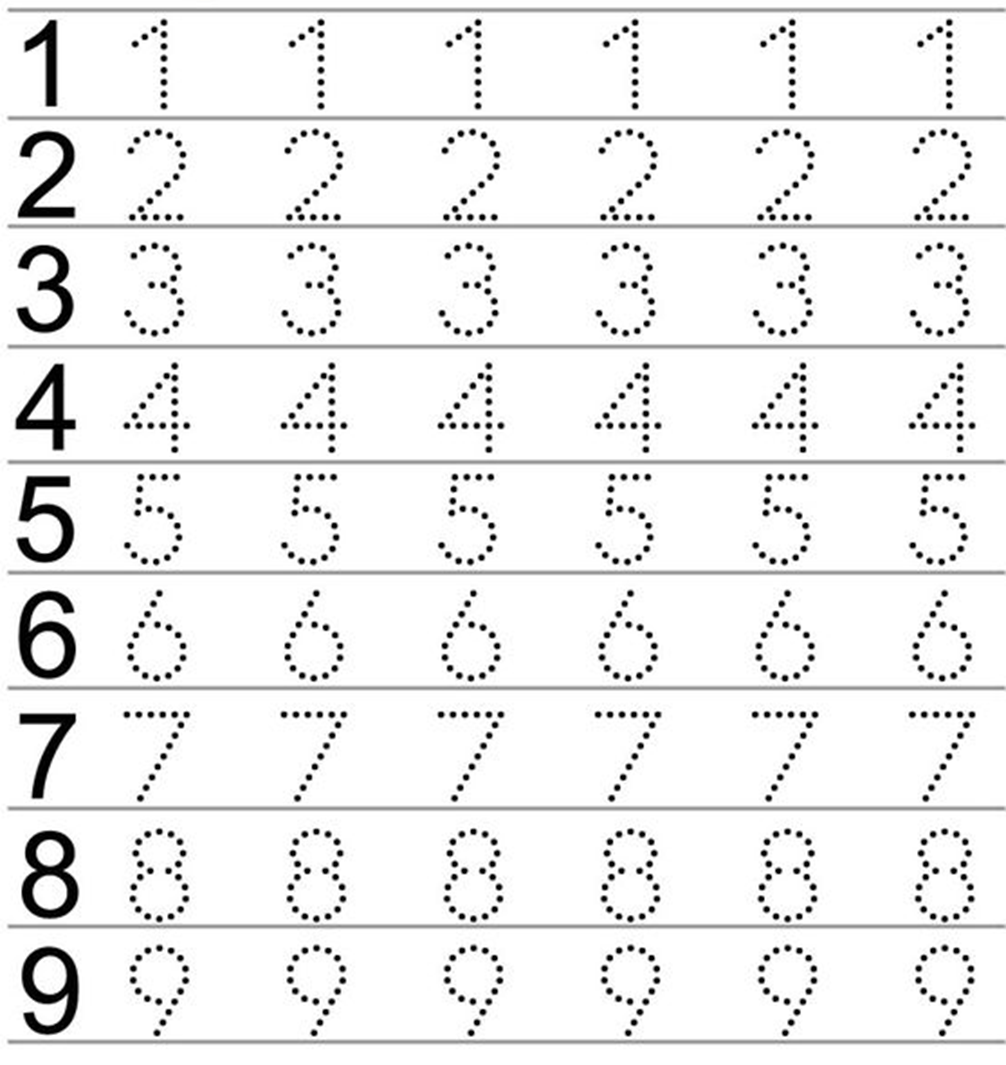 1 1 1 1 1 1 1
2 2 2 2 2 2 2
3 3 3 3 3 3 3
4 4 4 4 4 4 4
5 5 5 5 5 5 5
6 6 6 6 6 6 6
7 7 7 7 7 7 7
8 8 8 8 8 8 8
9 9 9 9 9 9 9